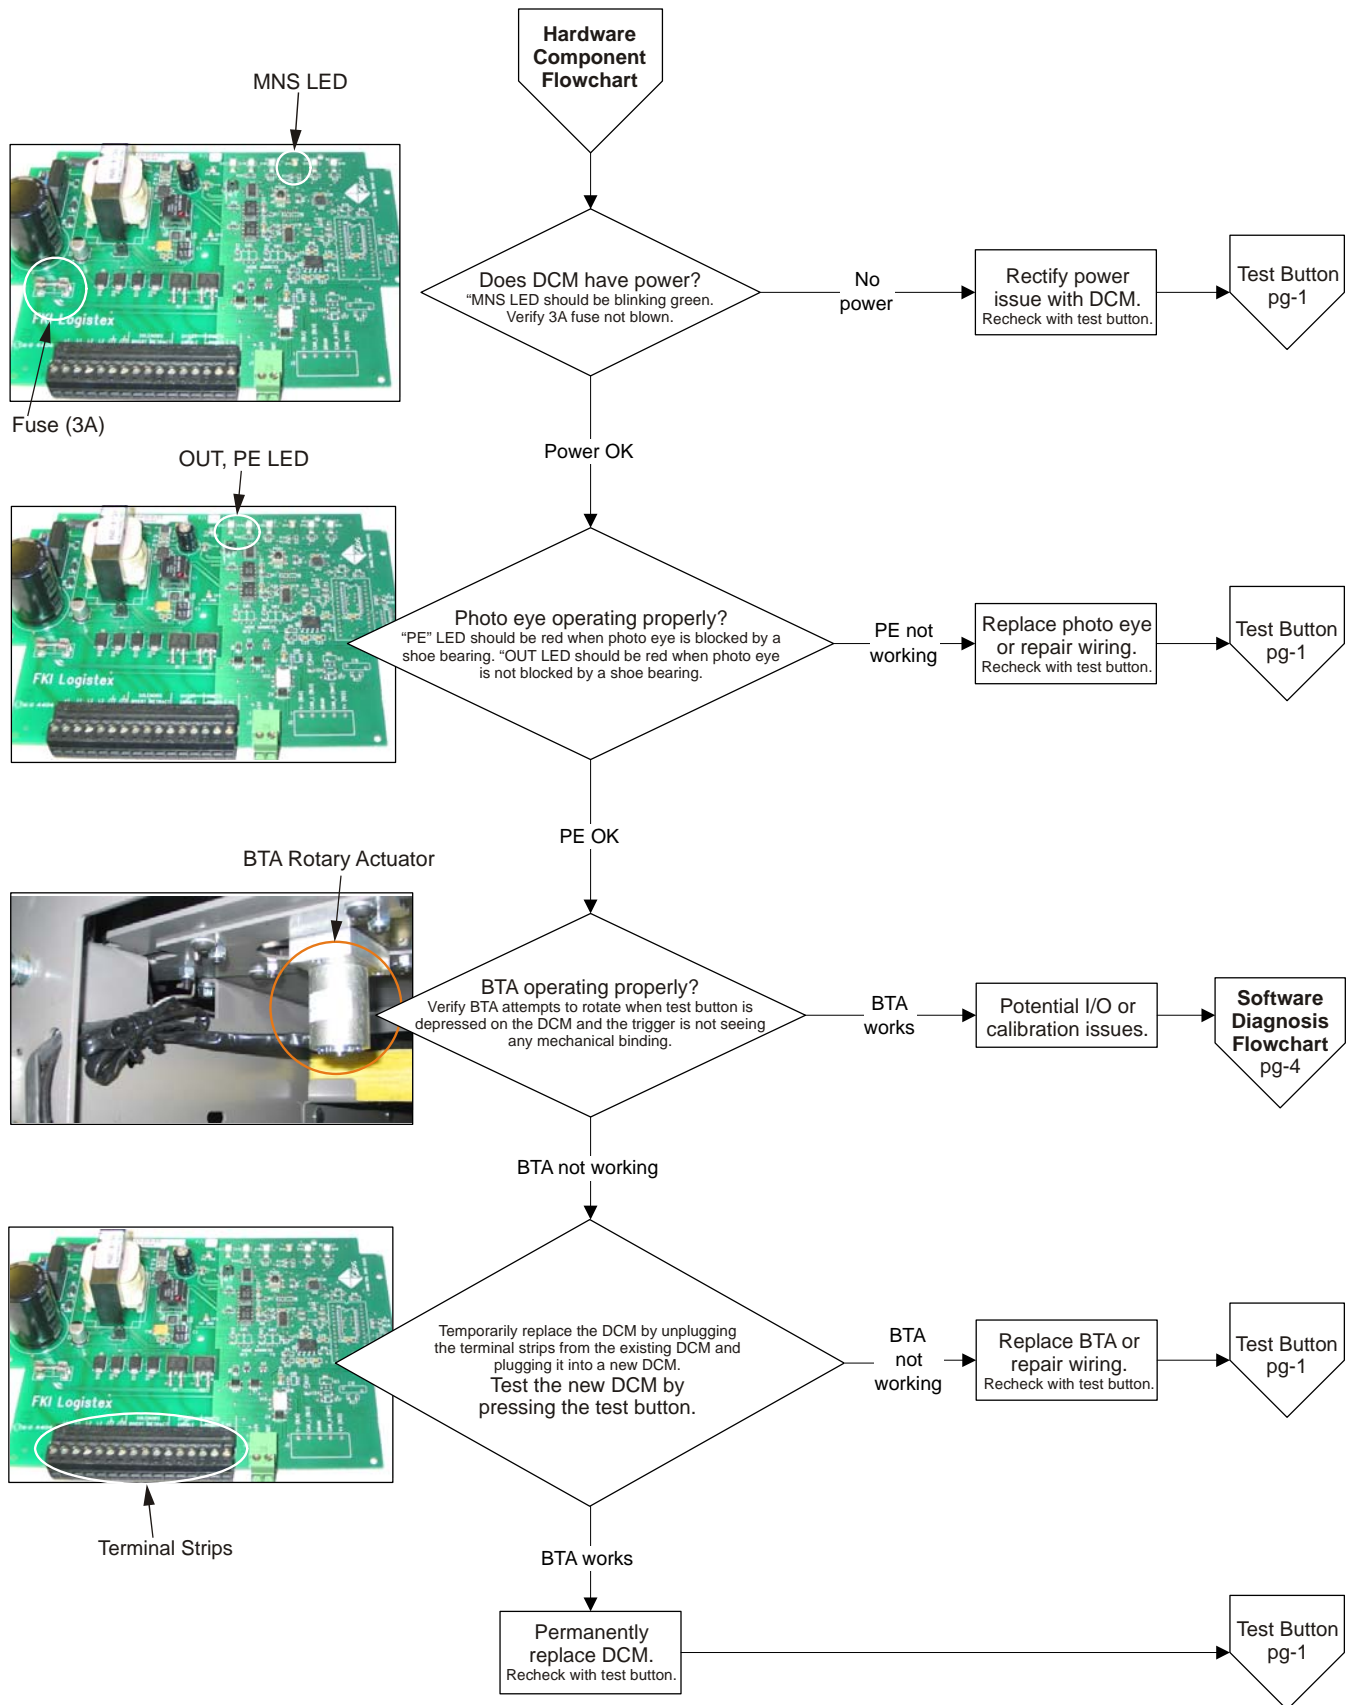 Hardware
Component
Flowchart
MNS LED
Does DCM have power?
“MNS LED should be blinking green.
Verify 3A fuse not blown.
No
power
Rectify power
issue with DCM.
Recheck with test button.
Test Button
pg-1
FKI Logistex
Fuse (3A)
Power OK
OUT, PE LED
Photo eye operating properly?
“PE” LED should be red when photo eye is blocked by a
shoe bearing. “OUT LED should be red when photo eye
is not blocked by a shoe bearing.
PE not
working
Replace photo eye
or repair wiring.
Recheck with test button.
Test Button
pg-1
FKI Logistex
PE OK
BTA Rotary Actuator
BTA operating properly?
Verify BTA attempts to rotate when test button is
depressed on the DCM and the trigger is not seeing
any mechanical binding.
BTA
works
Potential I/O or
calibration issues.
Software
Diagnosis
Flowchart
pg-4
BTA not working
Temporarily replace the DCM by unplugging
the terminal strips from the existing DCM and
plugging it into a new DCM.
Test the new DCM by
pressing the test button.
BTA
not
working
Replace BTA or
repair wiring.
Recheck with test button.
Test Button
pg-1
FKI Logistex
Terminal Strips
BTA works
Permanently
replace DCM.
Recheck with test button.
Test Button
pg-1